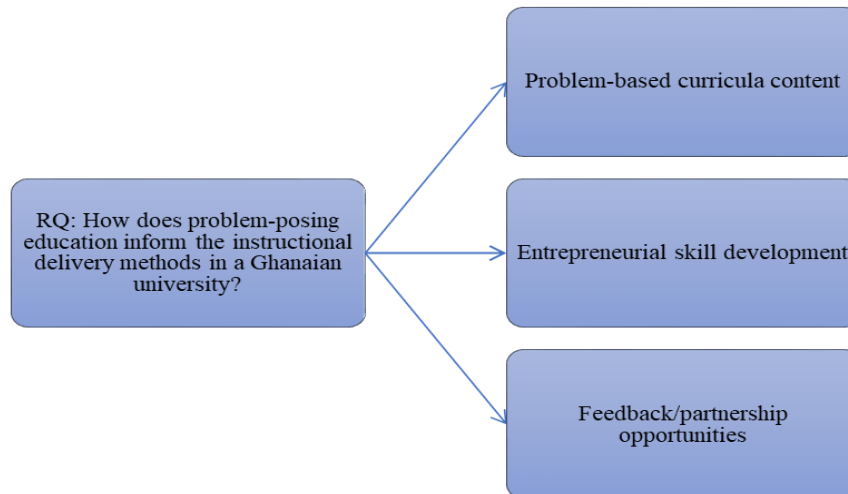 Problem-based curricula content
RQ: How does problem-posing
education inform the instructional
delivery methods in a Ghanaian
university?
Entrepreneurial skill development
Feedback/partnership
opportunities